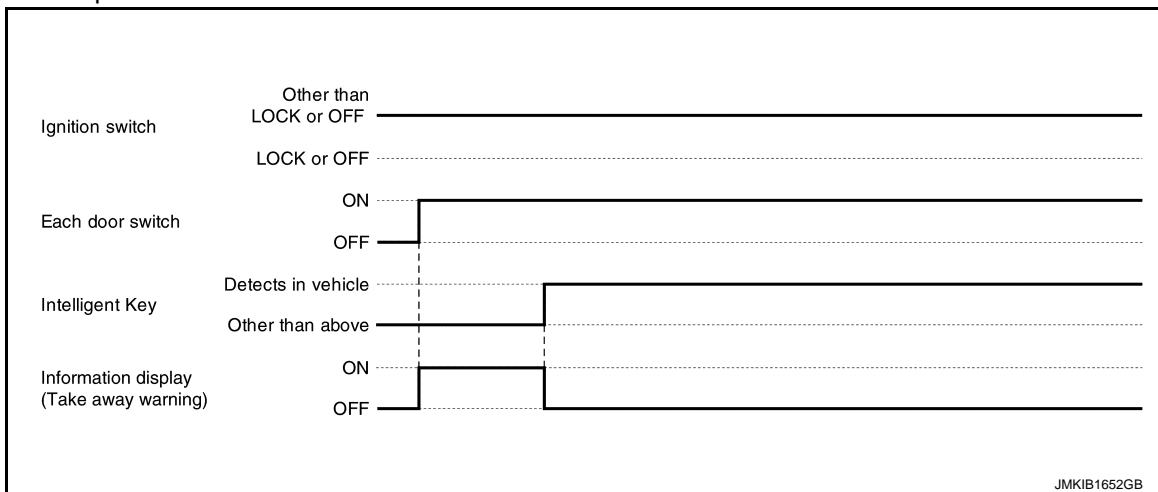 Ignition switch
Other than
LOCK or OFF
LOCK or OFF
Each door switch
ON
OFF
Intelligent Key
Detects in vehicle
Other than above
Information display
(Take away warning)
ON
OFF
JMKIB1652GB